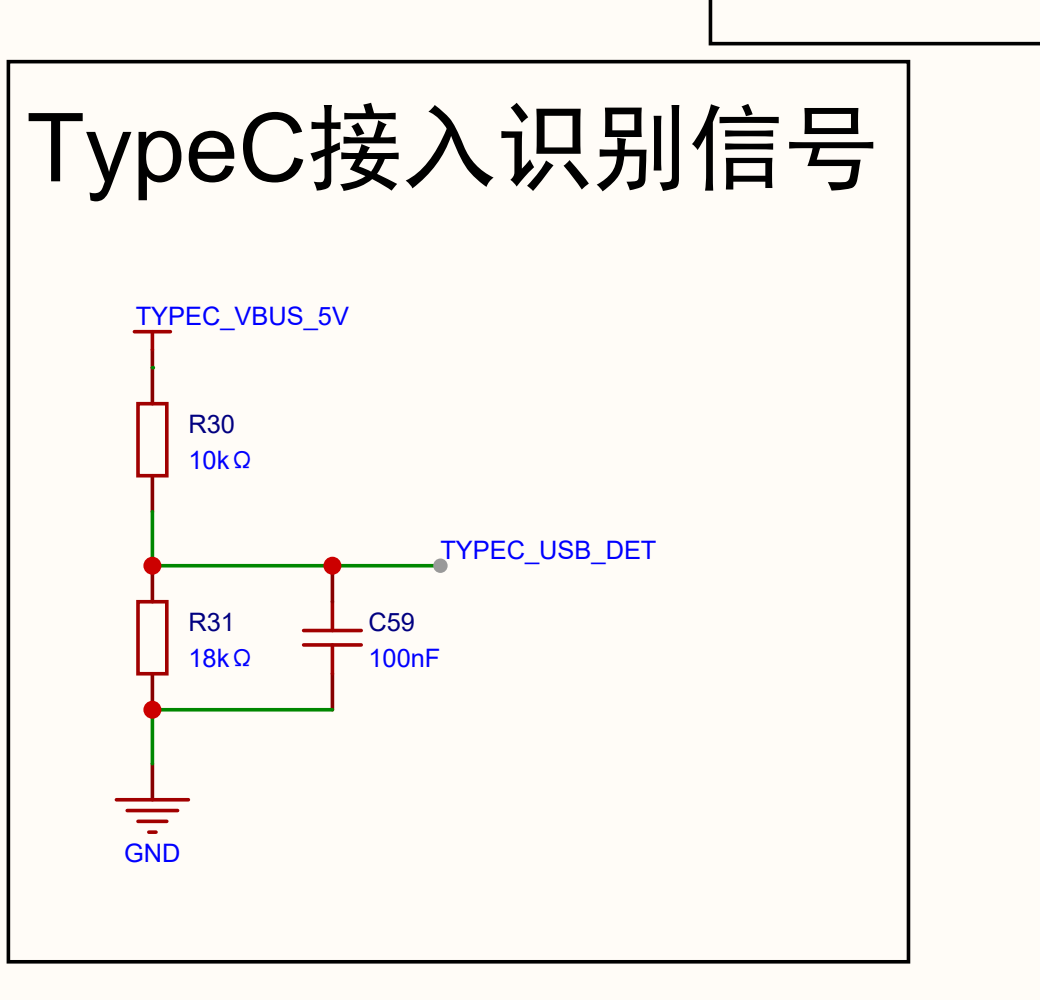 TypeC接入识别信号
TYPEC_VBUS_5V
R30
10kΩ
TYPEC_USB_DET
R31
18kΩ
C59
100nF
GND